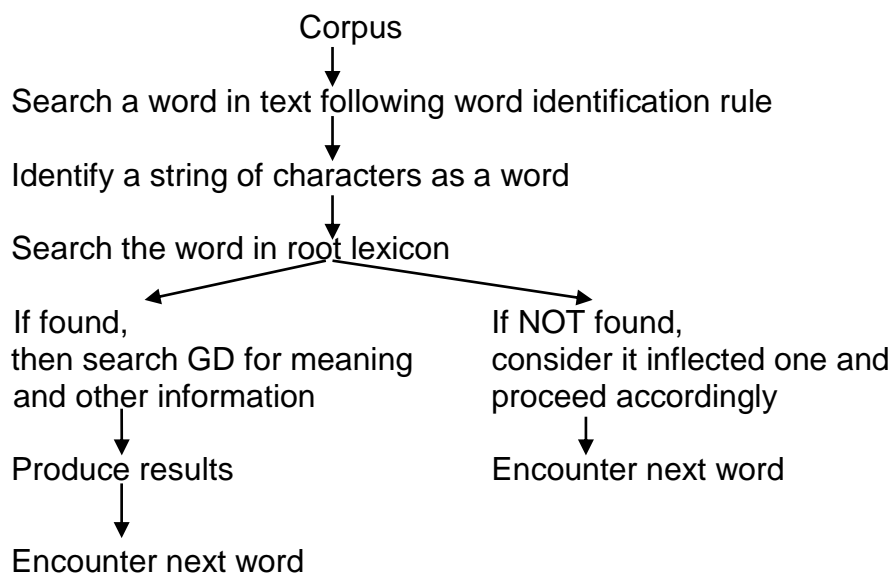 Corpus
Search a word in text following word identification rule
Identify a string of characters as a word
Search the word in root lexicon
If found,
then search GD for meaning
and other information
If NOT found,
consider it inflected one and
proceed accordingly
Produce results
Encounter next word
Encounter next word